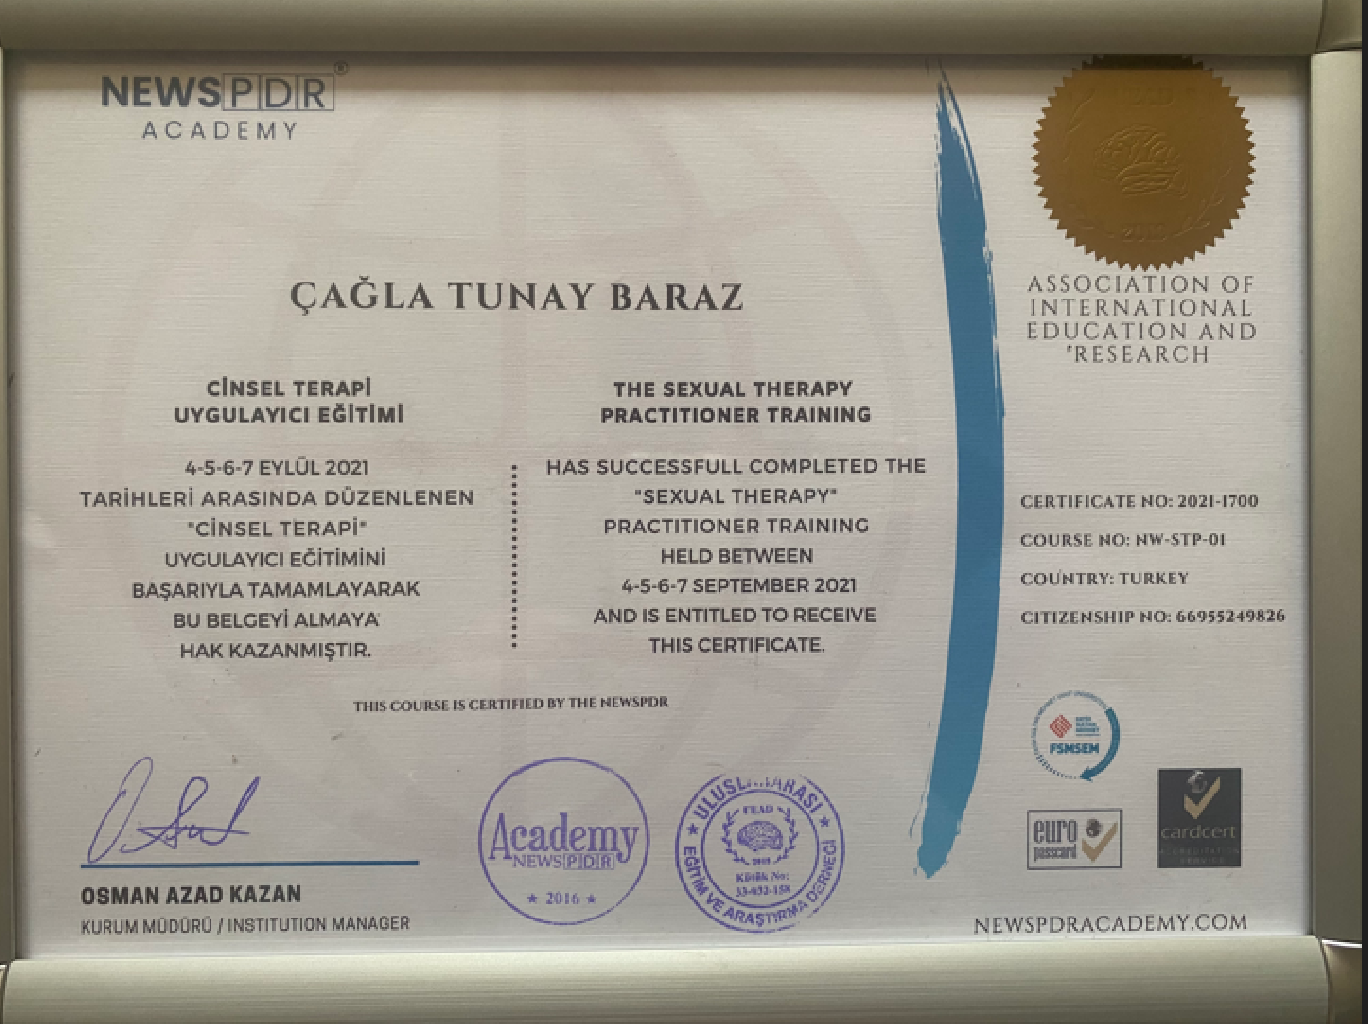 NEWSPDR®
ACADEMY
ÇAĞLA TUNAY BARAZ
CİNSEL TERAPİ
UYGULAYICI EĞİTİMİ
4-5-6-7 EYLÜL 2021
TARİHLERİ ARASINDA DÜZENLENEN
"CİNSEL TERAPİ"
UYGULAYICI EĞİTİMİNİ
BAŞARIYLA TAMAMLAYARAK
BU BELGEYİ ALMAYA
HAK KAZANMIŞTIR.
THE SEXUAL THERAPY
PRACTITIONER TRAINING
HAS SUCCESSFULL COMPLETED THE
"SEXUAL THERAPY"
PRACTITIONER TRAINING
HELD BETWEEN
4-5-6-7 SEPTEMBER 2021
AND IS ENTITLED TO RECEIVE
THIS CERTIFICATE.
THIS COURSE IS CERTIFIED BY THE NEWSPDR
OSMAN AZAD KAZAN
KURUM MÜDÜRÜ / INSTITUTION MANAGER
Academy
NEWSPDR
★ 2016 ★
ULUSLARARASI
EĞİTİM VE ARAŞTIRMA DERNEĞİ
Kütük No:
ASSOCIATION OF
INTERNATIONAL
EDUCATION AND
'RESEARCH
CERTIFICATE NO: 2021-1700
COURSE NO: NW-STP-01
COUNTRY: TURKEY
CITIZENSHIP NO: 66955249826
FSMSEM
euro
passcard
cardcert
ACCREDITATION
SERVICE
NEWSPDRACADEMY.COM